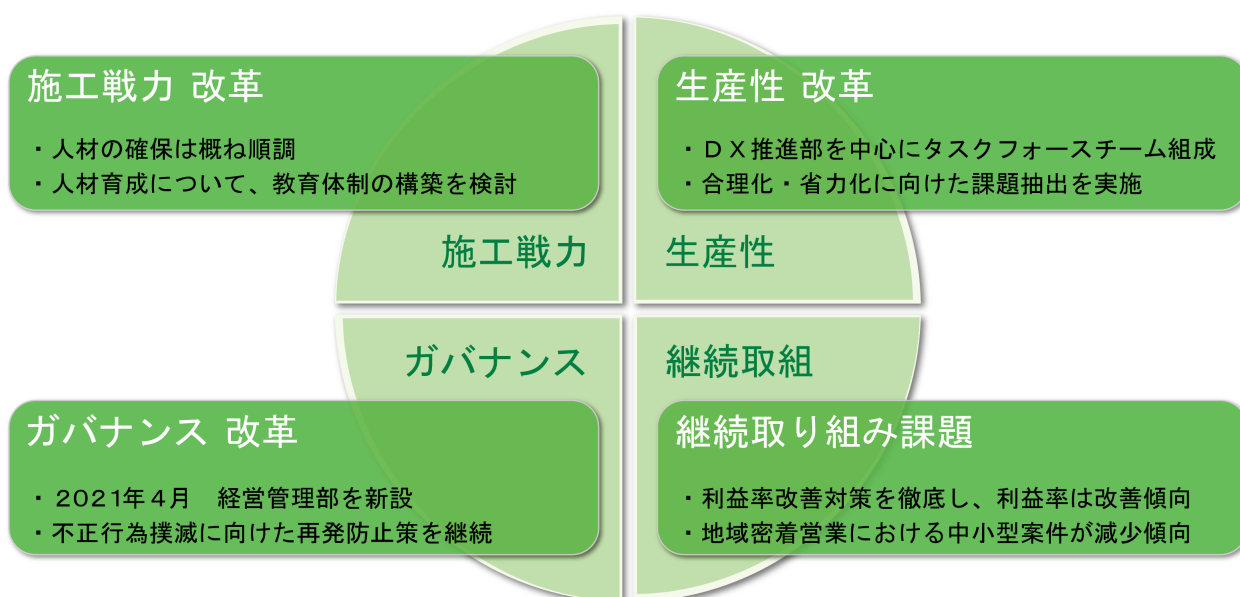 施工戦力 改革
・人材の確保は概ね順調
・人材育成について、教育体制の構築を検討
施工戦力
生産性 改革
・ＤＸ推進部を中心にタスクフォースチーム組成
・合理化・省力化に向けた課題抽出を実施
生産性
ガバナンス
ガバナンス 改革
・２０２１年４月　経営管理部を新設
・不正行為撲滅に向けた再発防止策を継続
継続取組
継続取り組み課題
・利益率改善対策を徹底し、利益率は改善傾向
・地域密着営業における中小型案件が減少傾向